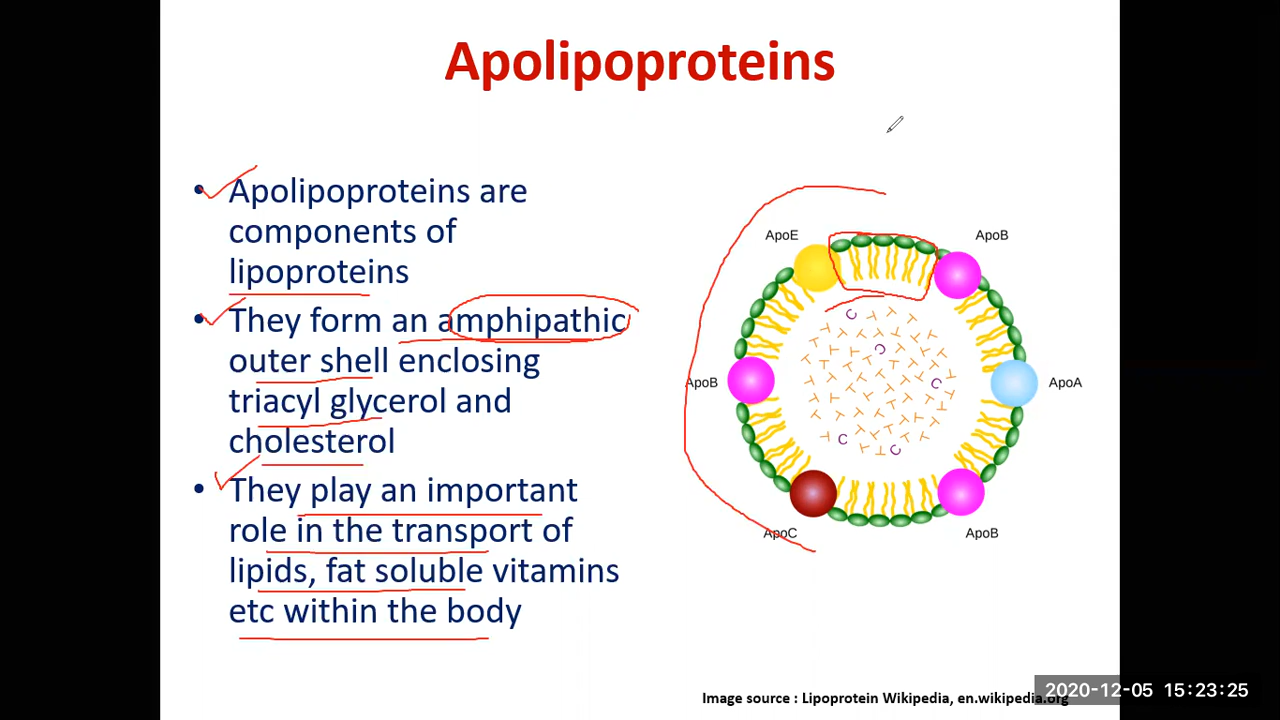 Apolipoproteins
• Apolipoproteins are
components of
lipoproteins
• They form an amphipathic
outer shell enclosing
triacyl glycerol and
cholesterol
• They play an important
role in the transport of
lipids, fat soluble vitamins
etc within the body
ApoE
ApoB
ApoB
ApoA
ApoC
ApoB
C
C
C
C
C
Image source : Lipoprotein Wikipedia, en.wikipedia.org
2020-12-05 15:23:25